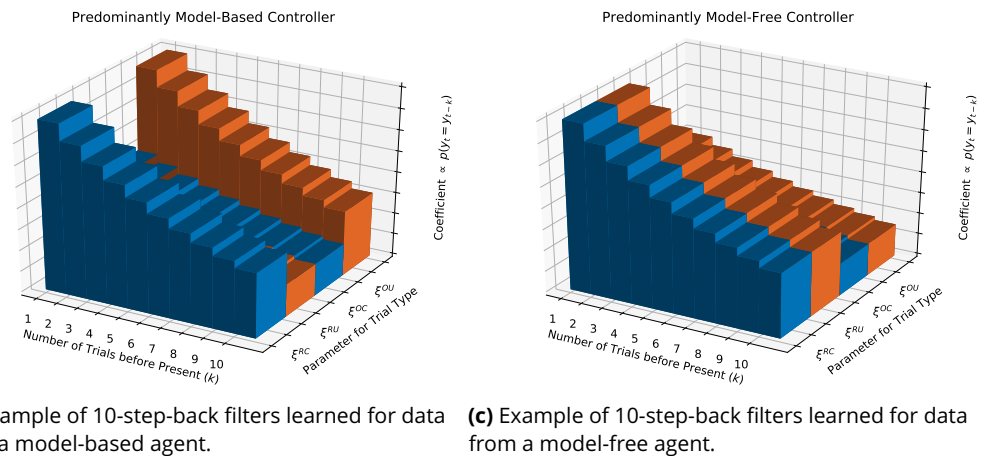 Predominantly Model-Based Controller
Coefficient ∝ p(y_t = y_{t−k})
1 2 3 4 5 6 7 8 9 10
Number of Trials before Present (k)
ξ^RC ξ^RU ξ^OC ξ^OU
Parameter for Trial Type
Predominantly Model-Free Controller
Coefficient ∝ p(y_t = y_{t−k})
1 2 3 4 5 6 7 8 9 10
Number of Trials before Present (k)
ξ^RC ξ^RU ξ^OC ξ^OU
Parameter for Trial Type
ample of 10-step-back filters learned for data
a model-based agent.
(c) Example of 10-step-back filters learned for data
from a model-free agent.